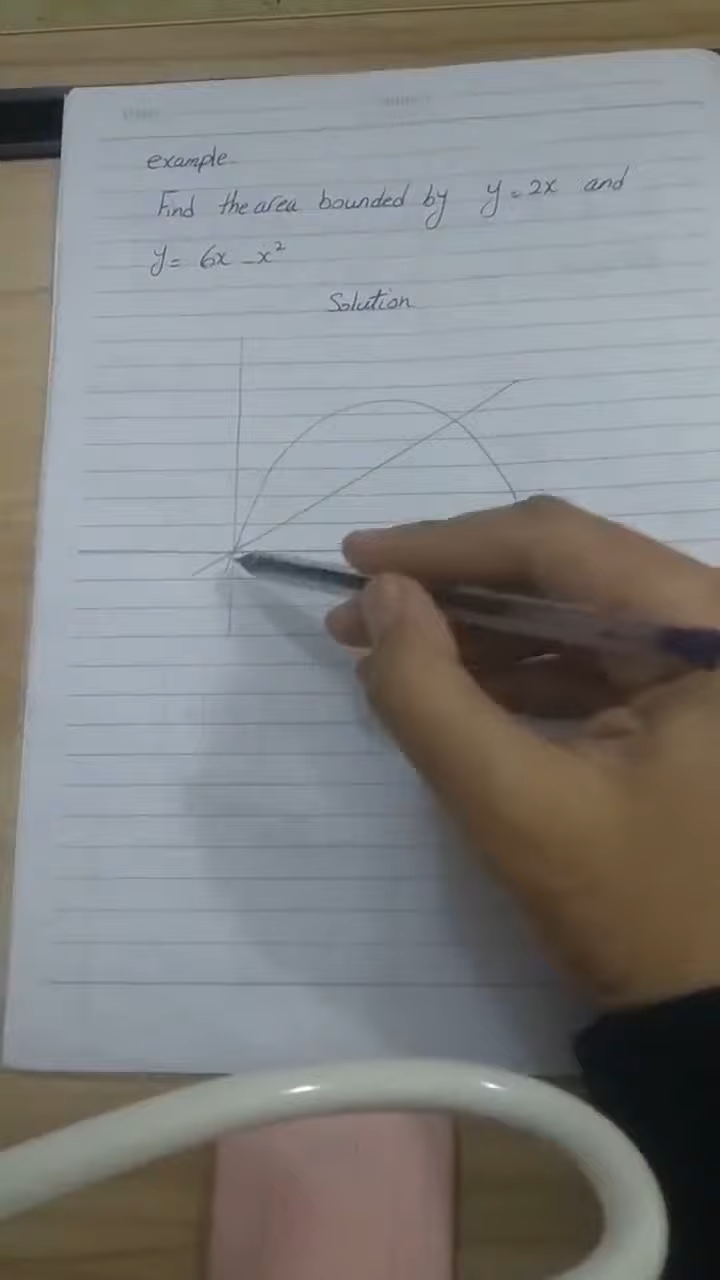 example
Find the area bounded by y = 2x and
y = 6x - x²
Solution